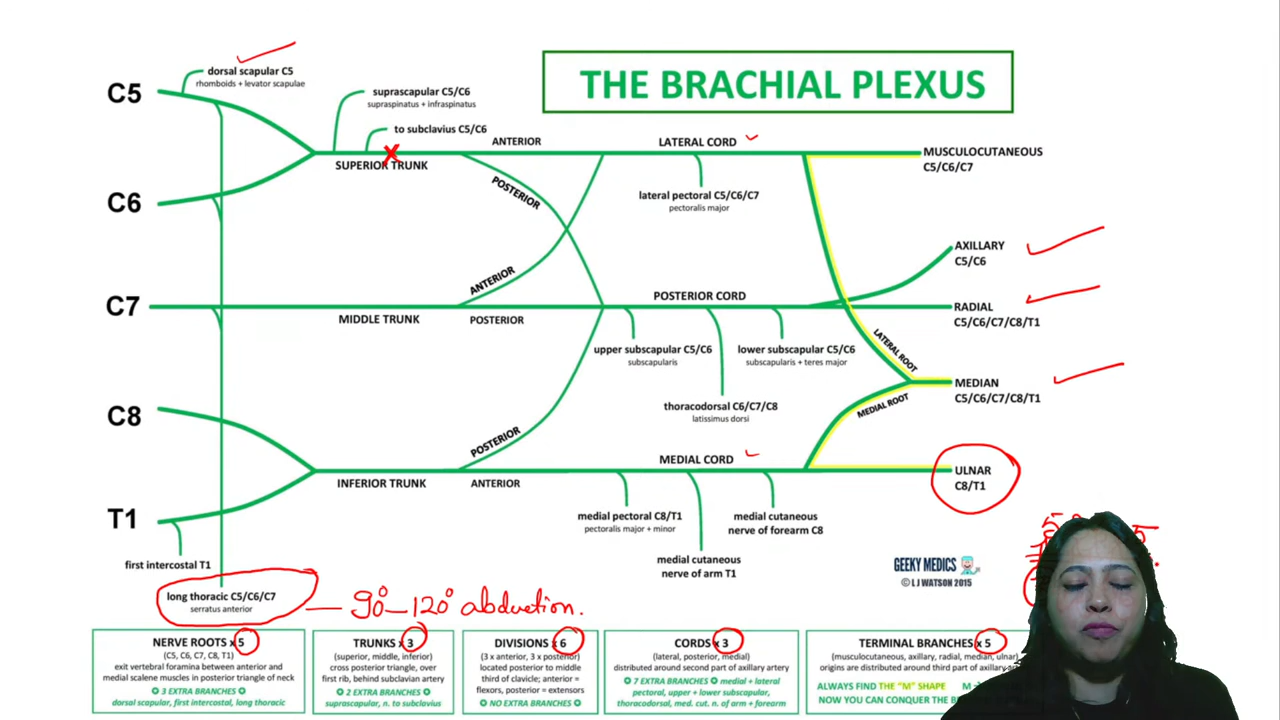 THE BRACHIAL PLEXUS
C5
dorsal scapular C5
rhomboids + levator scapulae
suprascapular C5/C6
supraspinatus + infraspinatus
to subclavius C5/C6
SUPERIOR TRUNK
ANTERIOR
POSTERIOR
LATERAL CORD
lateral pectoral C5/C6/C7
pectoralis major
MUSCULOCUTANEOUS
C5/C6/C7
C6
AXILLARY
C5/C6
ANTERIOR
C7
MIDDLE TRUNK
POSTERIOR
POSTERIOR CORD
RADIAL
C5/C6/C7/C8/T1
upper subscapular C5/C6
subscapularis
lower subscapular C5/C6
subscapularis + teres major
thoracodorsal C6/C7/C8
latissimus dorsi
LATERAL ROOT
MEDIAN
C5/C6/C7/C8/T1
MEDIAL ROOT
C8
POSTERIOR
INFERIOR TRUNK
ANTERIOR
MEDIAL CORD
ULNAR
C8/T1
T1
medial pectoral C8/T1
pectoralis major + minor
medial cutaneous
nerve of forearm C8
medial cutaneous
nerve of arm T1
first intercostal T1
GEEKY MEDICS
© L J WATSON 2015
long thoracic C5/C6/C7
serratus anterior
90° – 120° abduction.
NERVE ROOTS x 5
(C5, C6, C7, C8, T1)
exit vertebral foramina between anterior and
medial scalene muscles in posterior triangle of neck
3 EXTRA BRANCHES
dorsal scapular, first intercostal, long thoracic
TRUNKS x 3
(superior, middle, inferior)
cross posterior triangle, over
first rib, behind subclavian artery
2 EXTRA BRANCHES
suprascapular, n. to subclavius
DIVISIONS x 6
(3 x anterior, 3 x posterior)
located posterior to middle
third of clavicle; anterior =
flexors, posterior = extensors
NO EXTRA BRANCHES
CORDS x 3
(lateral, posterior, medial)
distributed around second part of axillary artery
7 EXTRA BRANCHES medial + lateral
pectoral, upper + lower subscapular,
thoracodorsal, med. cut. n. of arm + forearm
TERMINAL BRANCHES x 5
(musculocutaneous, axillary, radial, median, ulnar)
origins are distributed around third part of axillary
ALWAYS FIND THE "M" SHAPE M
NOW YOU CAN CONQUER THE